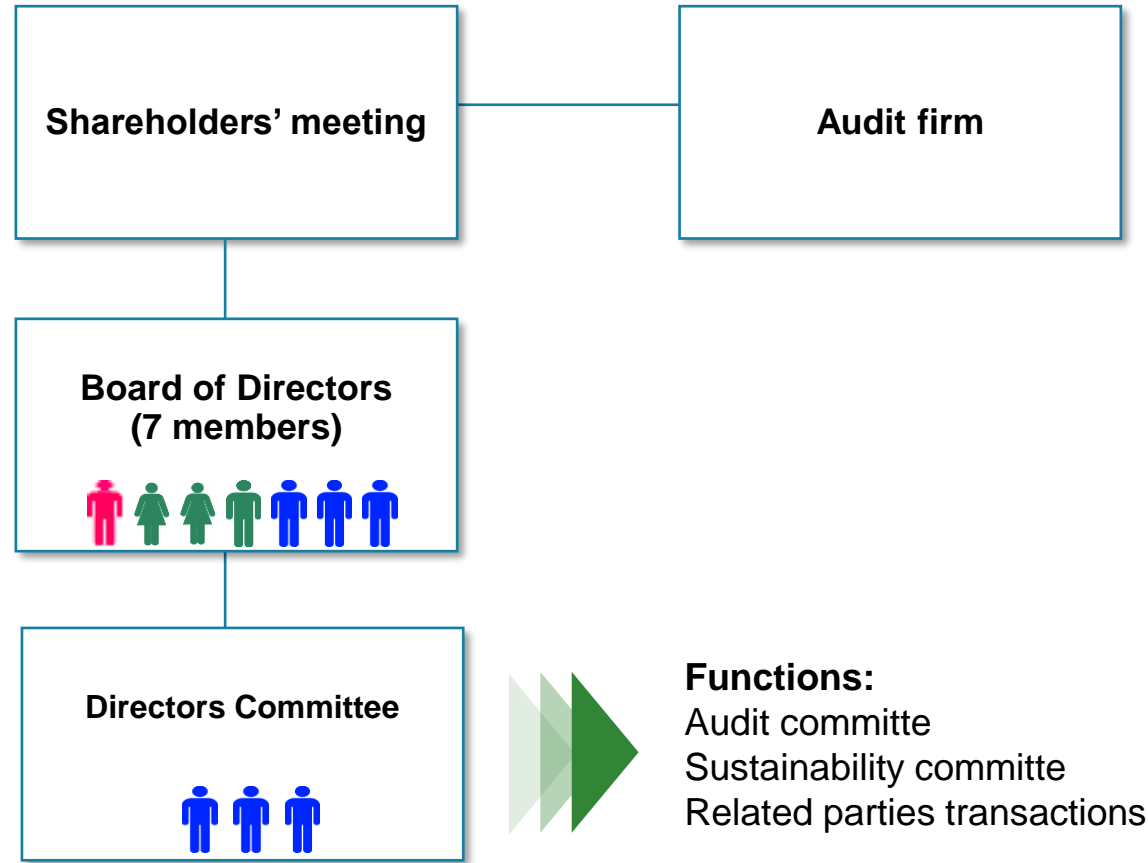 Shareholders’ meeting
Audit firm
Board of Directors
(7 members)
Directors Committee
Functions:
Audit committe
Sustainability committe
Related parties transactions